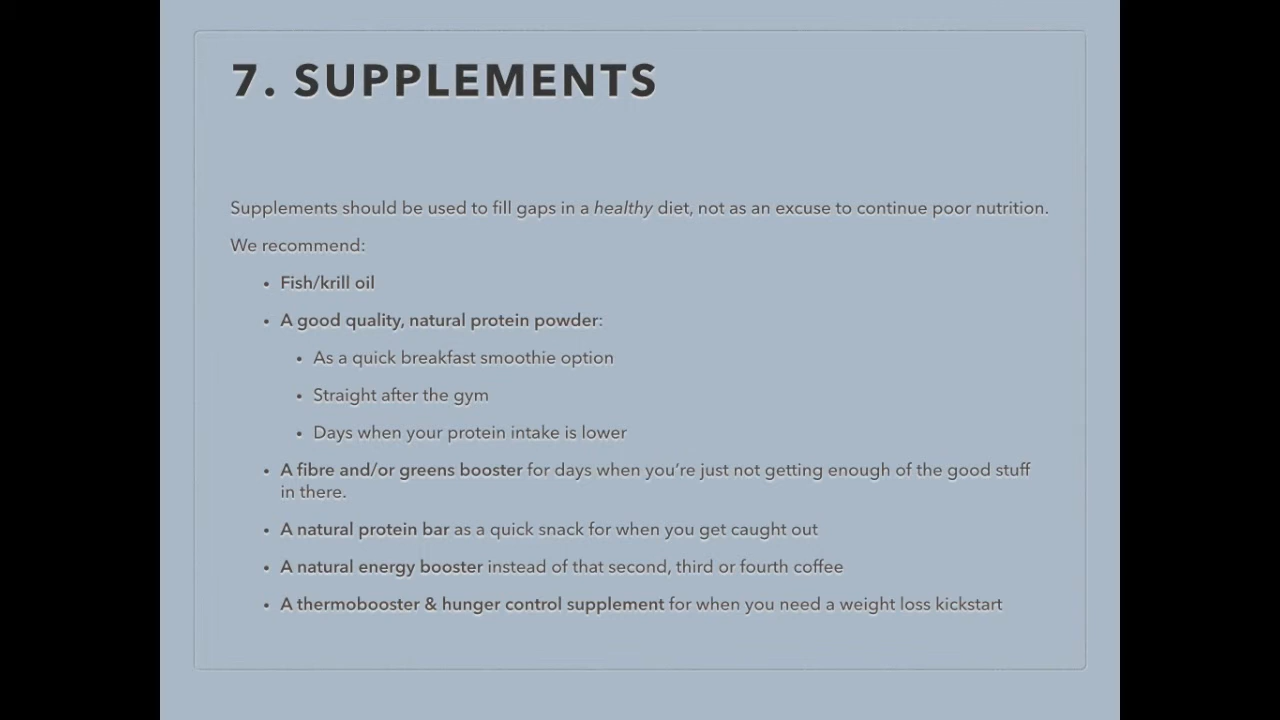 7. SUPPLEMENTS
Supplements should be used to fill gaps in a healthy diet, not as an excuse to continue poor nutrition.
We recommend:
• Fish/krill oil
• A good quality, natural protein powder:
• As a quick breakfast smoothie option
• Straight after the gym
• Days when your protein intake is lower
• A fibre and/or greens booster for days when you’re just not getting enough of the good stuff
in there.
• A natural protein bar as a quick snack for when you get caught out
• A natural energy booster instead of that second, third or fourth coffee
• A thermobooster & hunger control supplement for when you need a weight loss kickstart